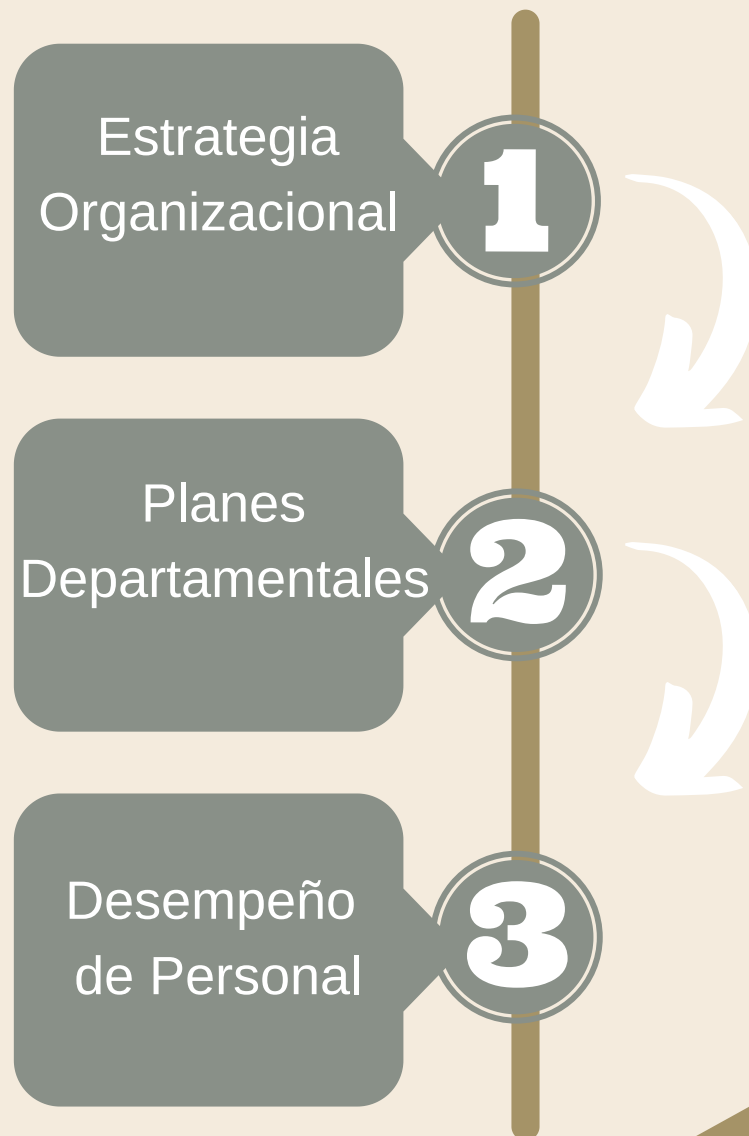 Estrategia
Organizacional
1
Planes
Departamentales
2
Desempeño
de Personal
3